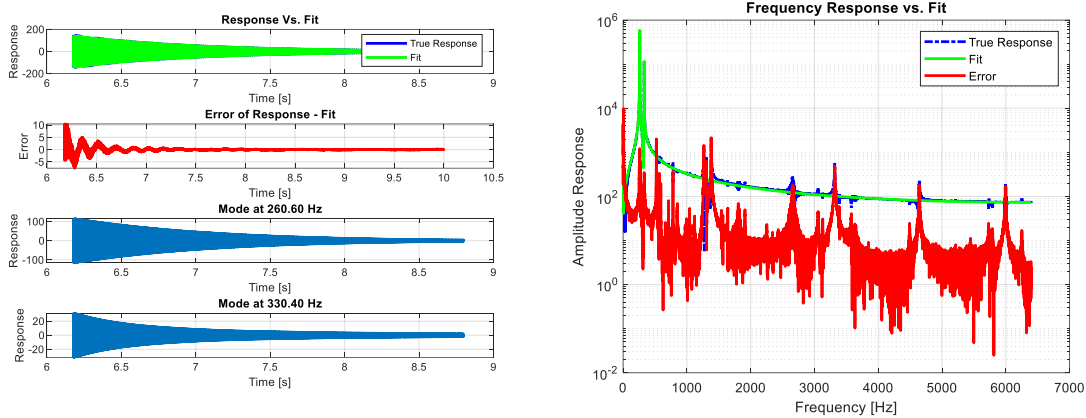 Response Vs. Fit
200
0
-200
Response
True Response
Fit
6 6.5 7 7.5 8 8.5 9
Time [s]
Error of Response - Fit
10
5
0
-5
Error
6 6.5 7 7.5 8 8.5 9 9.5 10 10.5
Time [s]
Mode at 260.60 Hz
100
0
-100
Response
6 6.5 7 7.5 8 8.5 9
Time [s]
Mode at 330.40 Hz
20
0
-20
Response
6 6.5 7 7.5 8 8.5 9
Time [s]
Frequency Response vs. Fit
10^6
10^4
10^2
10^0
10^-2
Amplitude Response
True Response
Fit
Error
0 1000 2000 3000 4000 5000 6000 7000
Frequency [Hz]